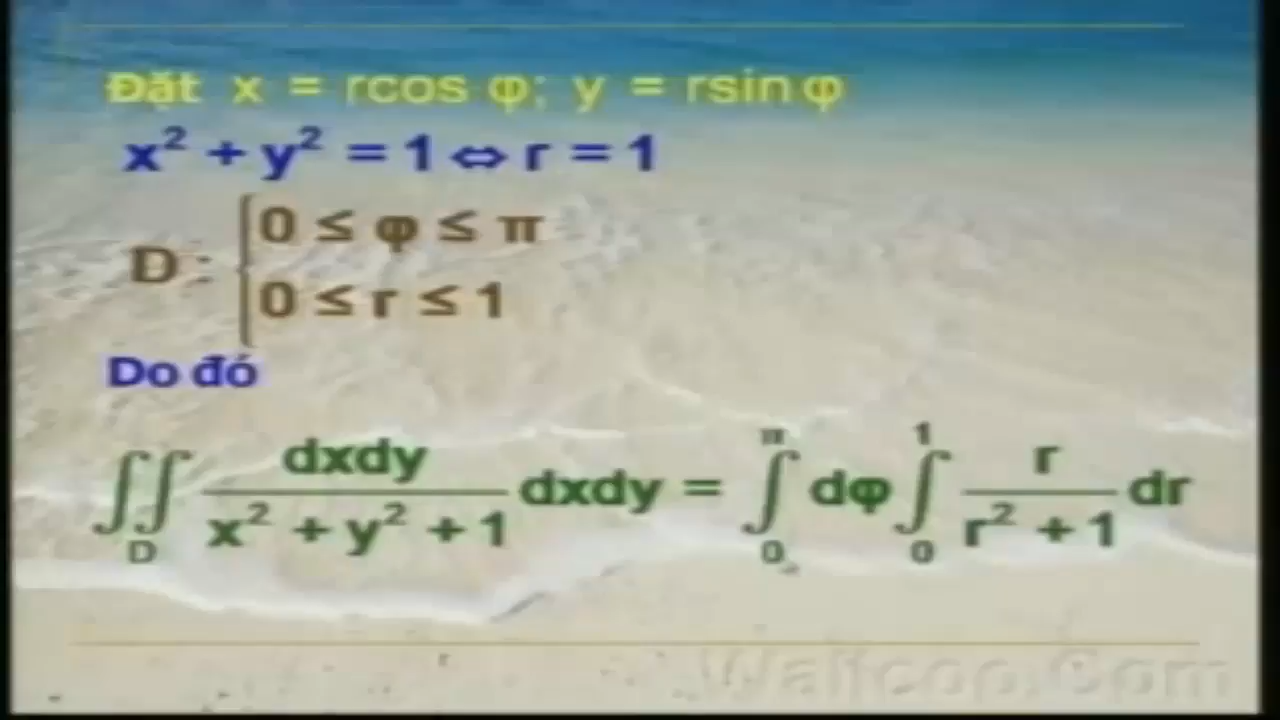 Đặt x = rcos φ; y = rsin φ
x² + y² = 1 ⇔ r = 1
D : { 0 ≤ φ ≤ π
0 ≤ r ≤ 1
Do đó
∬_D dxdy/(x² + y² + 1) dxdy = ∫_0^π dφ ∫_0^1 r/(r² + 1) dr